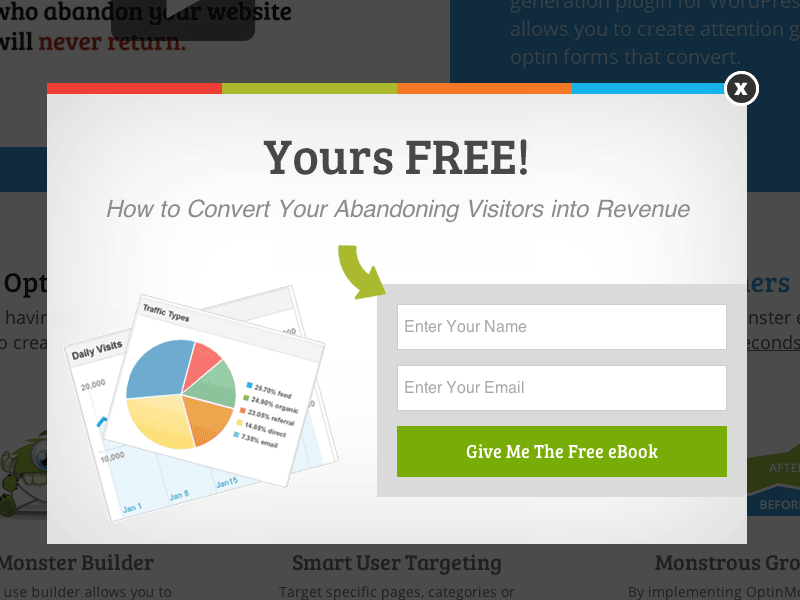 who abandon your website
will never return.
generation plugin for WordPres
allows you to create attention g
optin forms that convert.
X
Yours FREE!
How to Convert Your Abandoning Visitors into Revenue
Opt
ers
havin
nster e
o crea
econds
Traffic Types
Daily Visits
20,000
10,000
25.70% feed
24.90% organic
23.05% referral
14.85% direct
7.35% email
Jan 1
Jan 8
Jan15
Enter Your Name
Enter Your Email
Give Me The Free eBook
AFTE
BEFOR
Monster Builder
Smart User Targeting
Monstrous Gro
use builder allows you to
Target specific pages, categories or
By implementing OptinMo